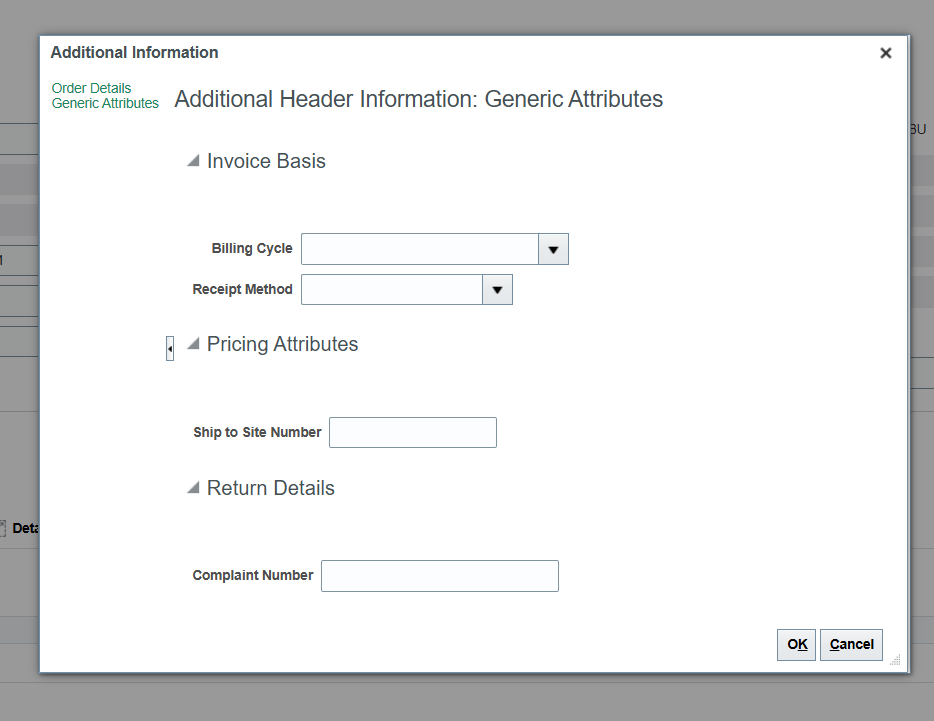 Additional Information
Order Details
Generic Attributes
Additional Header Information: Generic Attributes
BU
Invoice Basis
Billing Cycle
Receipt Method
Pricing Attributes
Ship to Site Number
Return Details
Deta
Complaint Number
OK Cancel